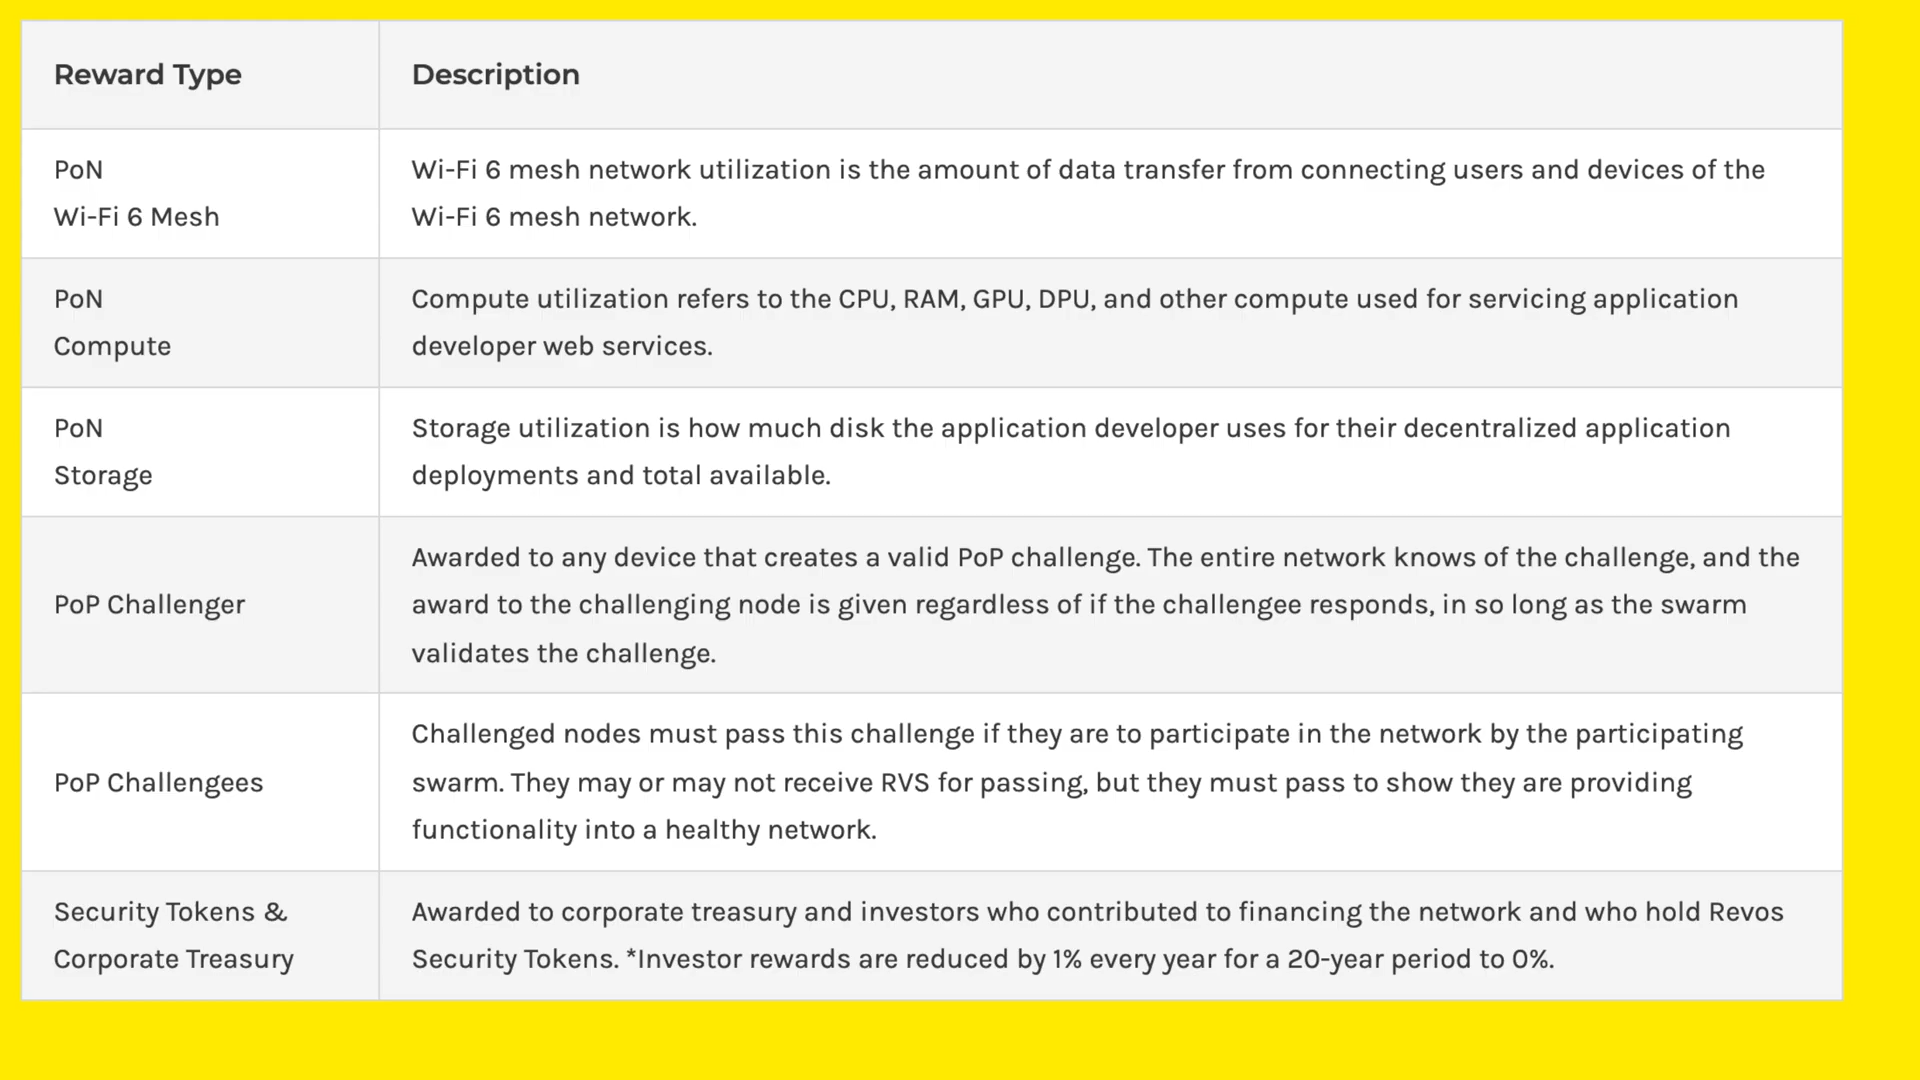 Reward Type
Description
PoN
Wi-Fi 6 Mesh
Wi-Fi 6 mesh network utilization is the amount of data transfer from connecting users and devices of the
Wi-Fi 6 mesh network.
PoN
Compute
Compute utilization refers to the CPU, RAM, GPU, DPU, and other compute used for servicing application
developer web services.
PoN
Storage
Storage utilization is how much disk the application developer uses for their decentralized application
deployments and total available.
PoP Challenger
Awarded to any device that creates a valid PoP challenge. The entire network knows of the challenge, and the
award to the challenging node is given regardless of if the challengee responds, in so long as the swarm
validates the challenge.
PoP Challengees
Challenged nodes must pass this challenge if they are to participate in the network by the participating
swarm. They may or may not receive RVS for passing, but they must pass to show they are providing
functionality into a healthy network.
Security Tokens &
Corporate Treasury
Awarded to corporate treasury and investors who contributed to financing the network and who hold Revos
Security Tokens. *Investor rewards are reduced by 1% every year for a 20-year period to 0%.